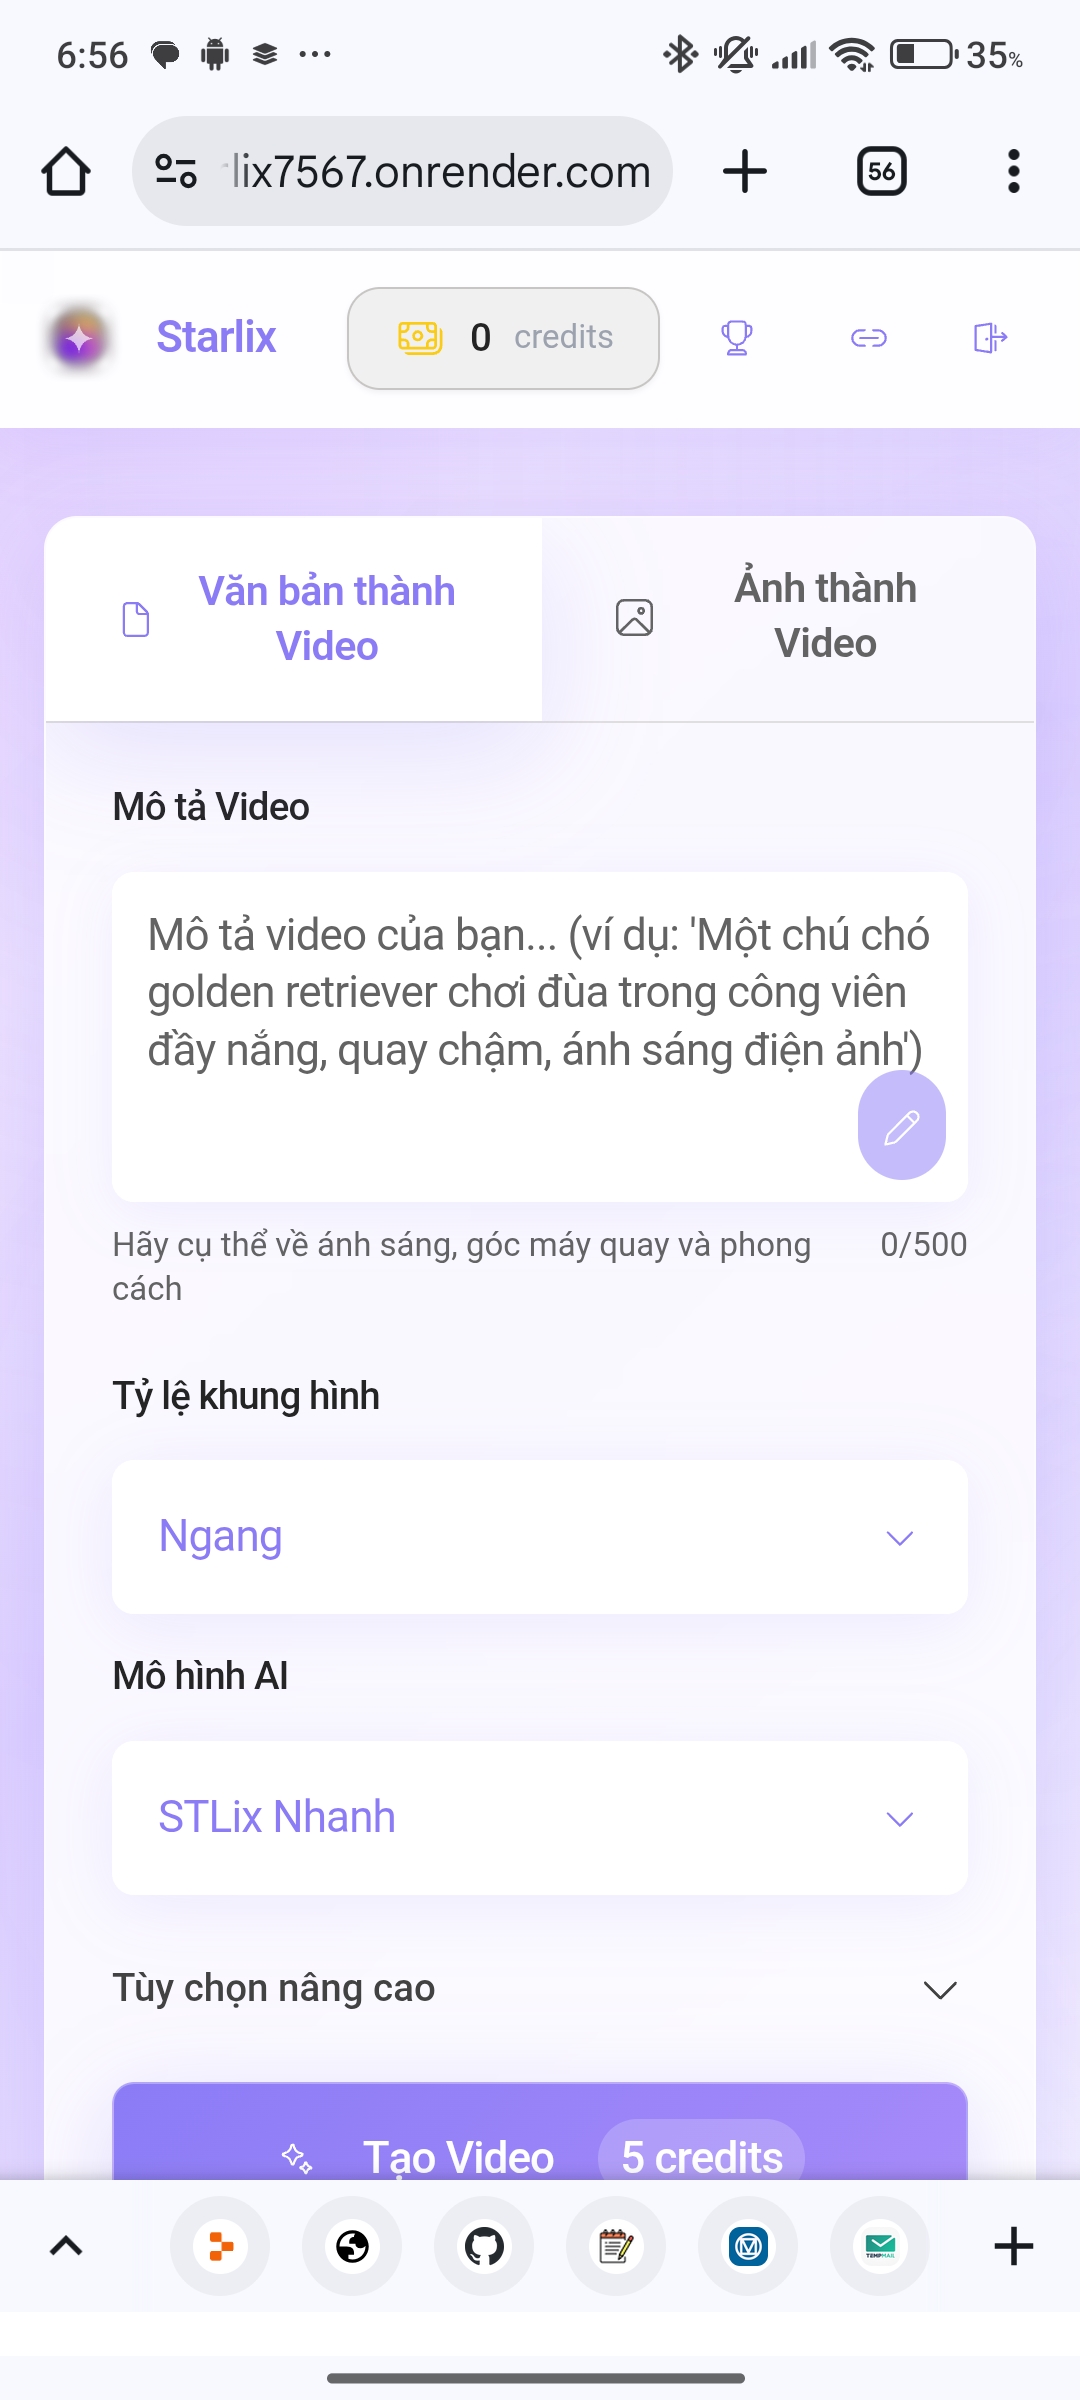 6:56
35%
lix7567.onrender.com
56
Starlix
0 credits
Văn bản thành
Video
Ảnh thành
Video
Mô tả Video
Mô tả video của bạn... (ví dụ: 'Một chú chó
golden retriever chơi đùa trong công viên
đầy nắng, quay chậm, ánh sáng điện ảnh')
Hãy cụ thể về ánh sáng, góc máy quay và phong
cách
0/500
Tỷ lệ khung hình
Ngang
Mô hình AI
STLix Nhanh
Tùy chọn nâng cao
Tạo Video 5 credits
TEMPMAIL